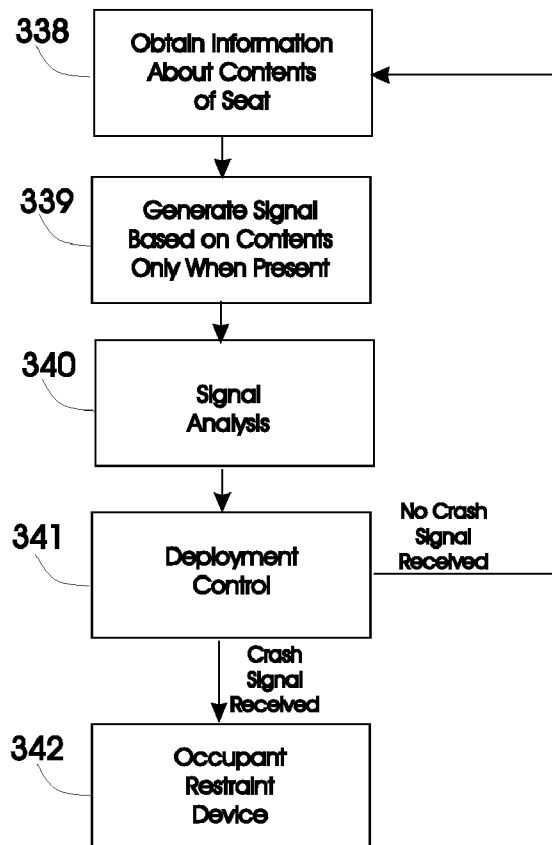 338
Obtain Information
About Contents
of Seat
339
Generate Signal
Based on Contents
Only When Present
340
Signal
Analysis
341
Deployment
Control
No Crash
Signal
Received
Crash
Signal
Received
342
Occupant
Restraint
Device